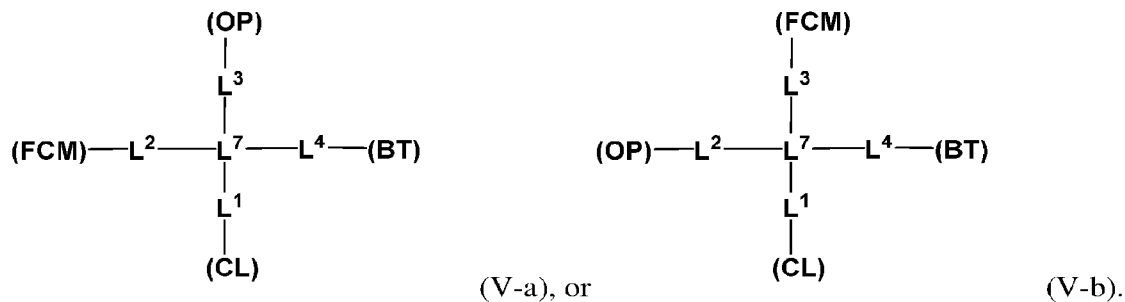 (OP) (FCM)
L³ L³
(FCM) L² L⁷ L⁴ (BT) (OP) L² L⁷ L⁴ (BT)
L¹ L¹
(CL) (CL)
(V-a), or (V-b).